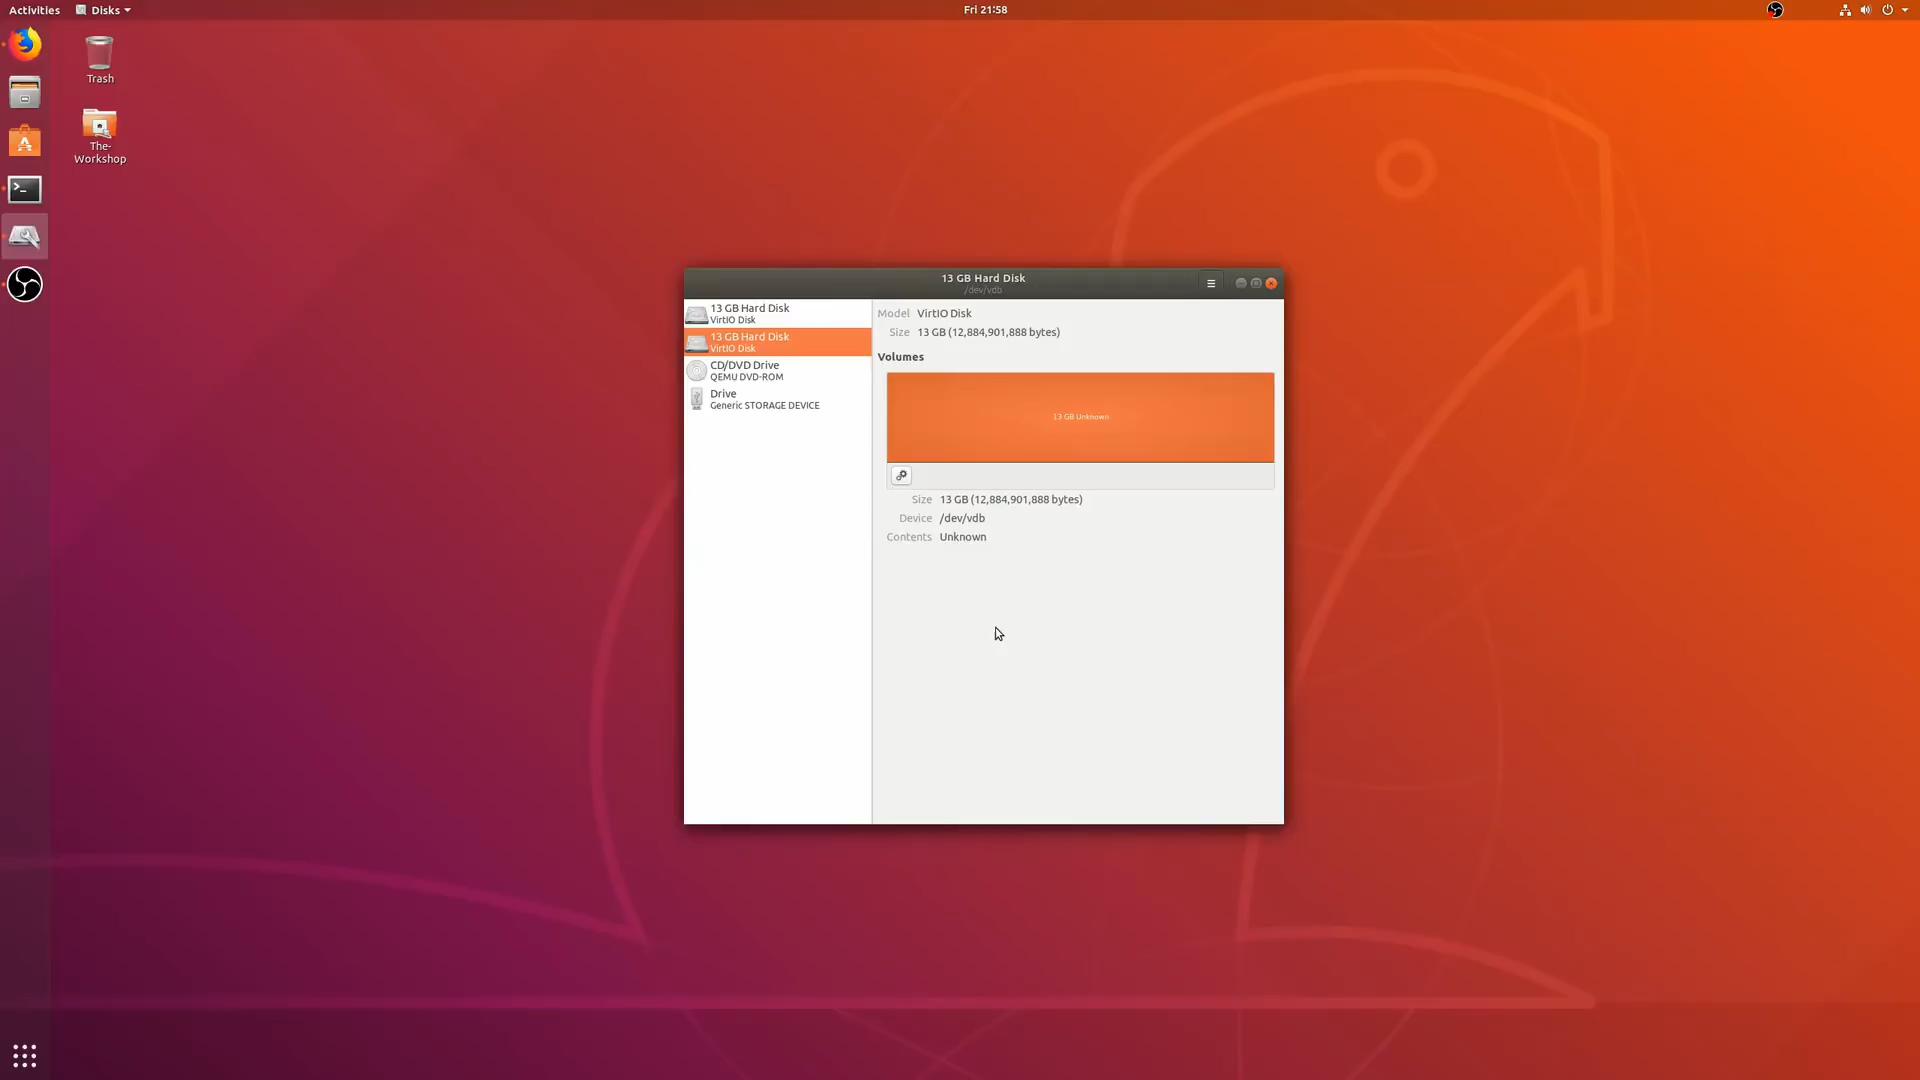 Activities
Disks
Fri 21:58
Trash
The-
Workshop
13 GB Hard Disk
/dev/vdb
13 GB Hard Disk
VirtIO Disk
13 GB Hard Disk
VirtIO Disk
CD/DVD Drive
QEMU DVD-ROM
Drive
Generic STORAGE DEVICE
Model VirtIO Disk
Size 13 GB (12,884,901,888 bytes)
Volumes
13 GB Unknown
Size 13 GB (12,884,901,888 bytes)
Device /dev/vdb
Contents Unknown